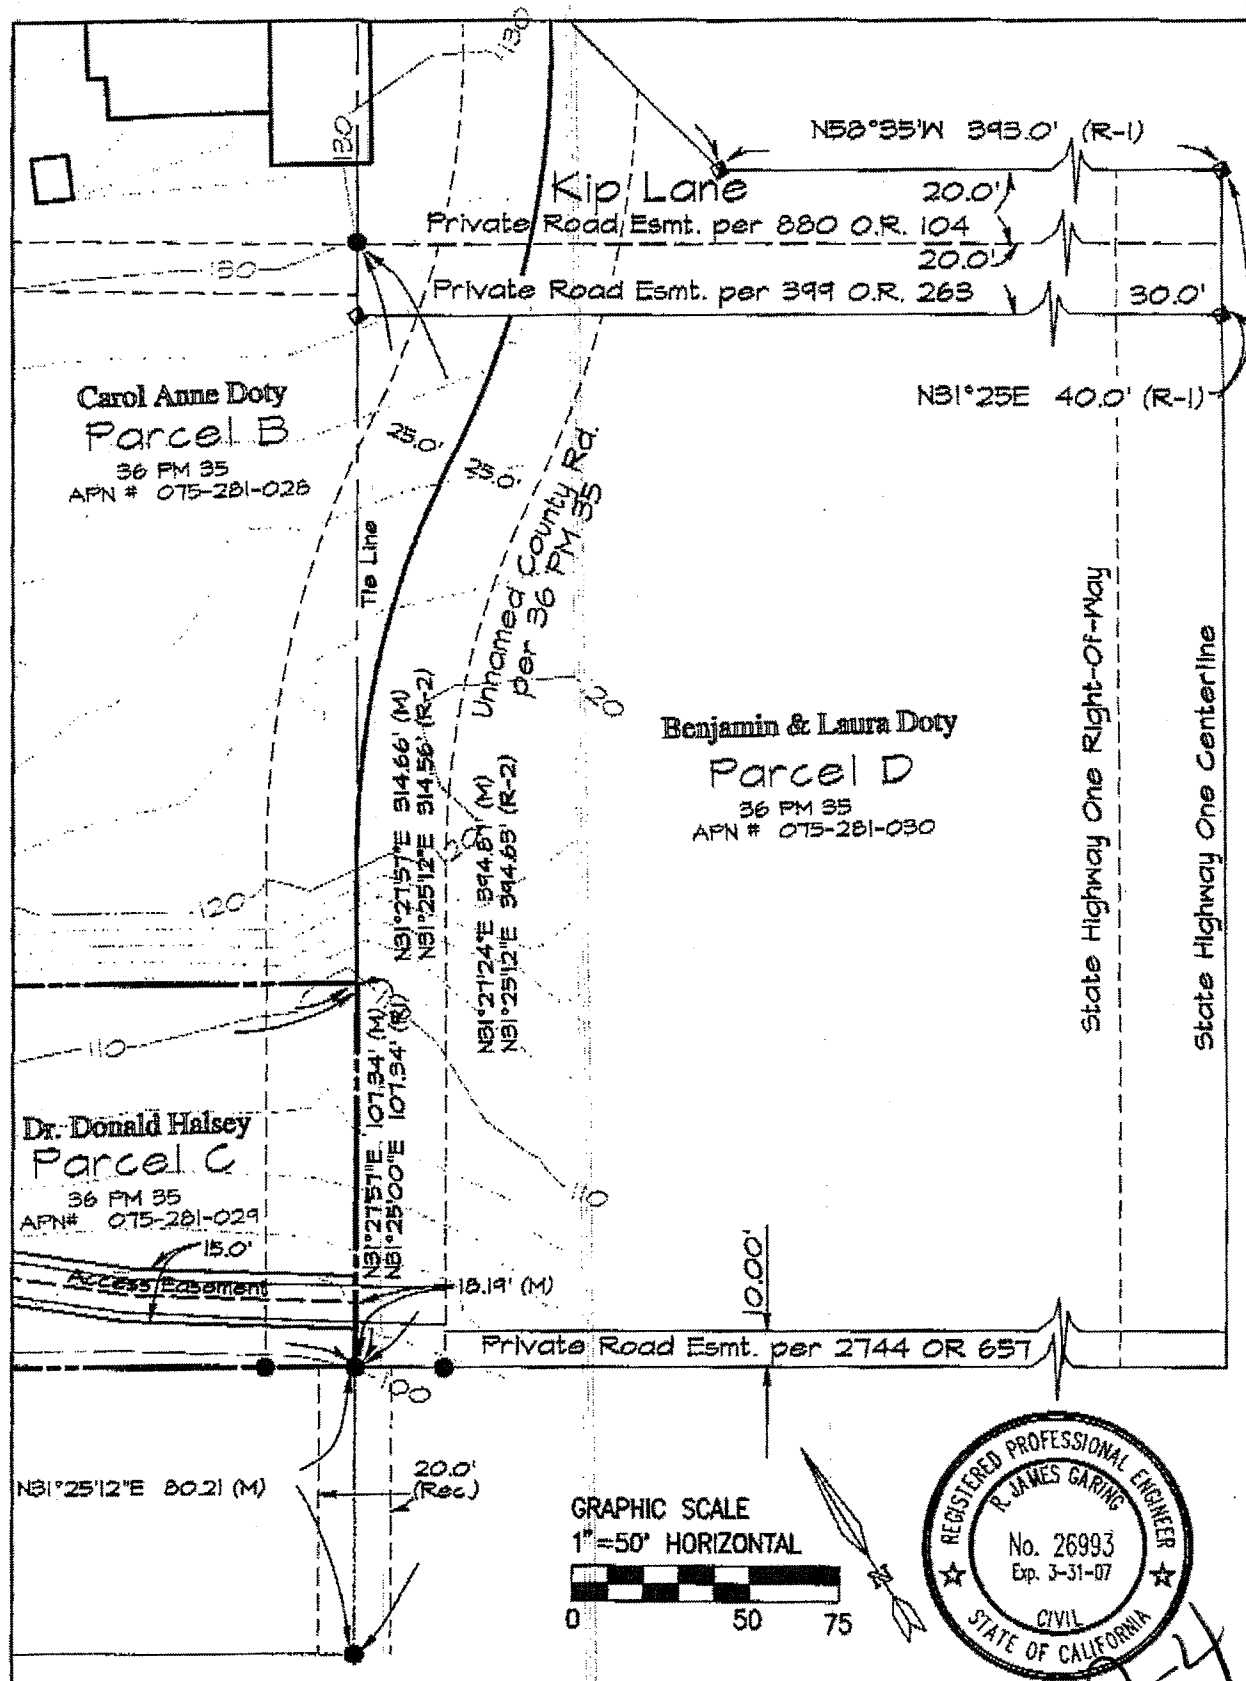 130
130
N58°35'W 393.0' (R-1)
Kip Lane
20.0'
Private Road Esmt. per 880 O.R. 104
20.0'
130
Private Road Esmt. per 399 O.R. 263
30.0'
N31°25E 40.0' (R-1)
Carol Anne Doty
Parcel B
36 PM 35
APN # 075-281-028
25.0'
25.0'
Tie Line
Unnamed County Rd.
per 36 PM 35
N31°27'57"E 314.66' (M)
N31°25'12"E 314.56' (R-2)
20
Benjamin & Laura Doty
Parcel D
36 PM 35
APN # 075-281-030
State Highway One Right-Of-Way
State Highway One Centerline
N31°27'24"E 394.87' (M)
N31°25'12"E 394.63' (R-2)
120
120
110
N31°27'57"E 107.34' (M)
N31°25'00"E 107.34' (R1)
Dr. Donald Halsey
Parcel C
36 PM 35
APN# 075-281-029
110
15.0'
Access Easement
18.19' (M)
10.00'
Private Road Esmt. per 2744 OR 657
100
N31°25'12"E 80.21 (M)
20.0'
(Rec.)
GRAPHIC SCALE
1"=50' HORIZONTAL
0 50 75
N
REGISTERED PROFESSIONAL ENGINEER
R. JAMES GARING
No. 26993
Exp. 3-31-07
CIVIL
STATE OF CALIFORNIA